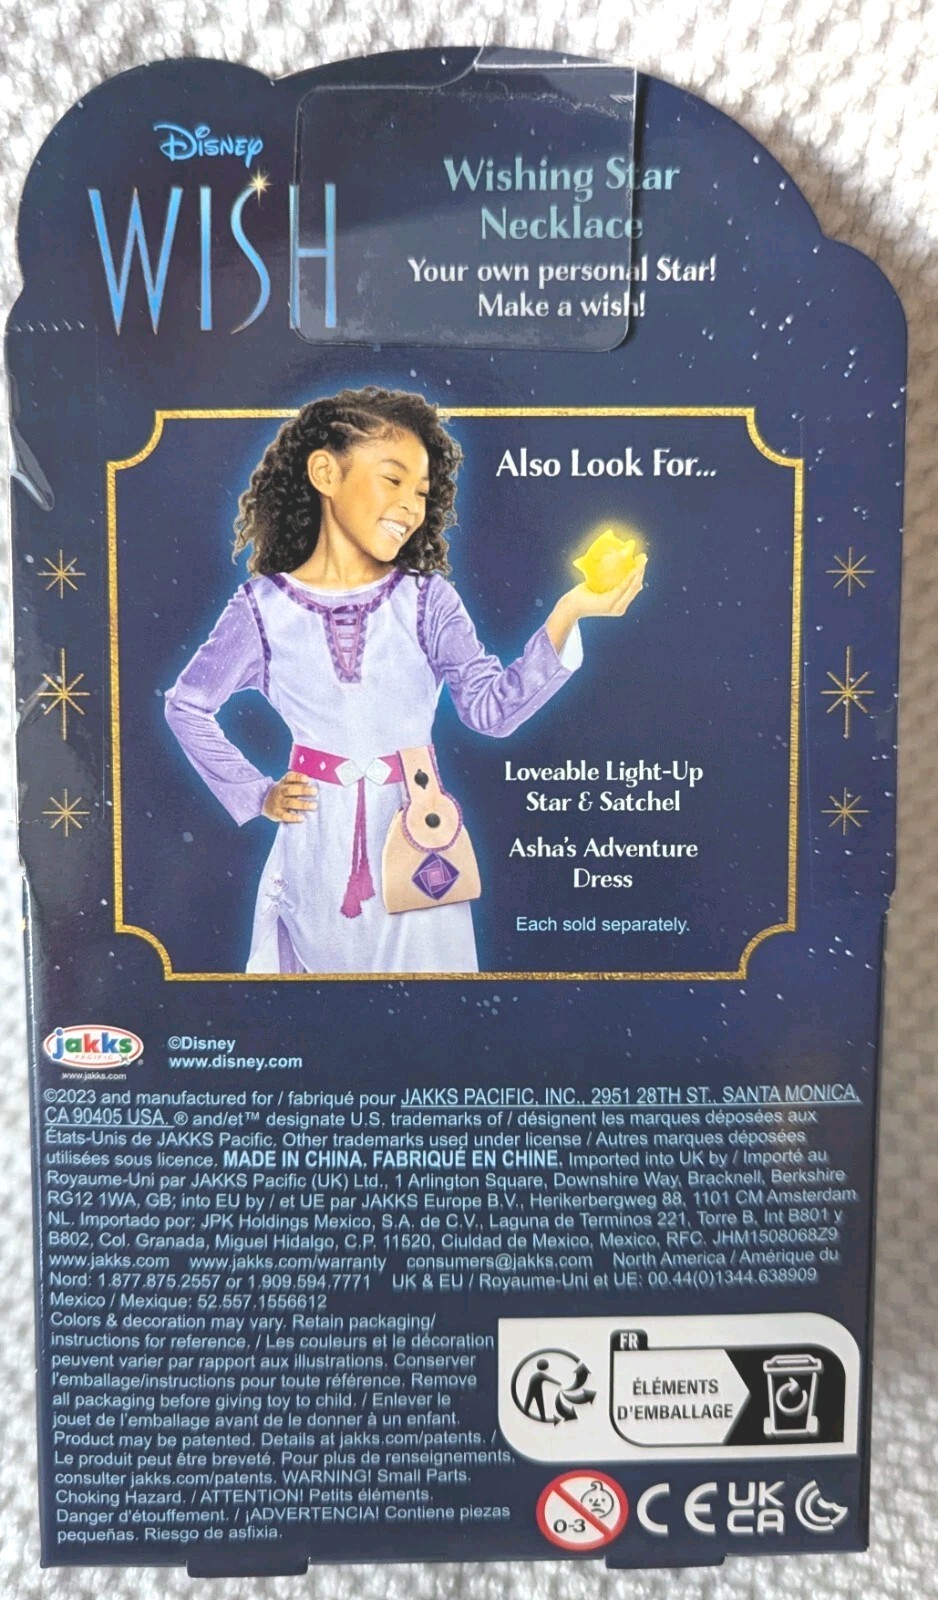 Disney
WISH
Wishing Star
Necklace
Your own personal Star!
Make a wish!
Also Look For...
Loveable Light-Up
Star & Satchel
Asha's Adventure
Dress
Each sold separately.
jakks
PACIFIC
www.jakks.com
©Disney
www.disney.com
©2023 and manufactured for / fabriqué pour JAKKS PACIFIC, INC., 2951 28TH ST., SANTA MONICA,
CA 90405 USA. ® and/et™ designate U.S. trademarks of / désignent les marques déposées aux
États-Unis de JAKKS Pacific. Other trademarks used under license / Autres marques déposées
utilisées sous licence. MADE IN CHINA. FABRIQUÉ EN CHINE. Imported into UK by / Importé au
Royaume-Uni par JAKKS Pacific (UK) Ltd., 1 Arlington Square, Downshire Way, Bracknell, Berkshire
RG12 1WA, GB; into EU by / et UE par JAKKS Europe B.V., Herikerbergweg 88, 1101 CM Amsterdam
NL. Importado por: JPK Holdings Mexico, S.A. de C.V., Laguna de Terminos 221, Torre B, Int B801 y
B802, Col. Granada, Miguel Hidalgo, C.P. 11520, Ciuldad de Mexico, Mexico, RFC. JHM1508068Z9
www.jakks.com www.jakks.com/warranty consumers@jakks.com North America / Amérique du
Nord: 1.877.875.2557 or 1.909.594.7771 UK & EU / Royaume-Uni et UE: 00.44(0)1344.638909
Mexico / Mexique: 52.557.1556612
Colors & decoration may vary. Retain packaging/
instructions for reference. / Les couleurs et le décoration
peuvent varier par rapport aux illustrations. Conserver
l'emballage/instructions pour toute référence. Remove
all packaging before giving toy to child. / Enlever le
jouet de l'emballage avant de le donner à un enfant.
Product may be patented. Details at jakks.com/patents. /
Le produit peut être breveté. Pour plus de renseignements,
consulter jakks.com/patents. WARNING! Small Parts.
Choking Hazard. / ATTENTION! Petits éléments.
Danger d'étouffement. / ¡ADVERTENCIA! Contiene piezas
pequeñas. Riesgo de asfixia.
FR
ÉLÉMENTS
D'EMBALLAGE
0-3
CE
UK
CA